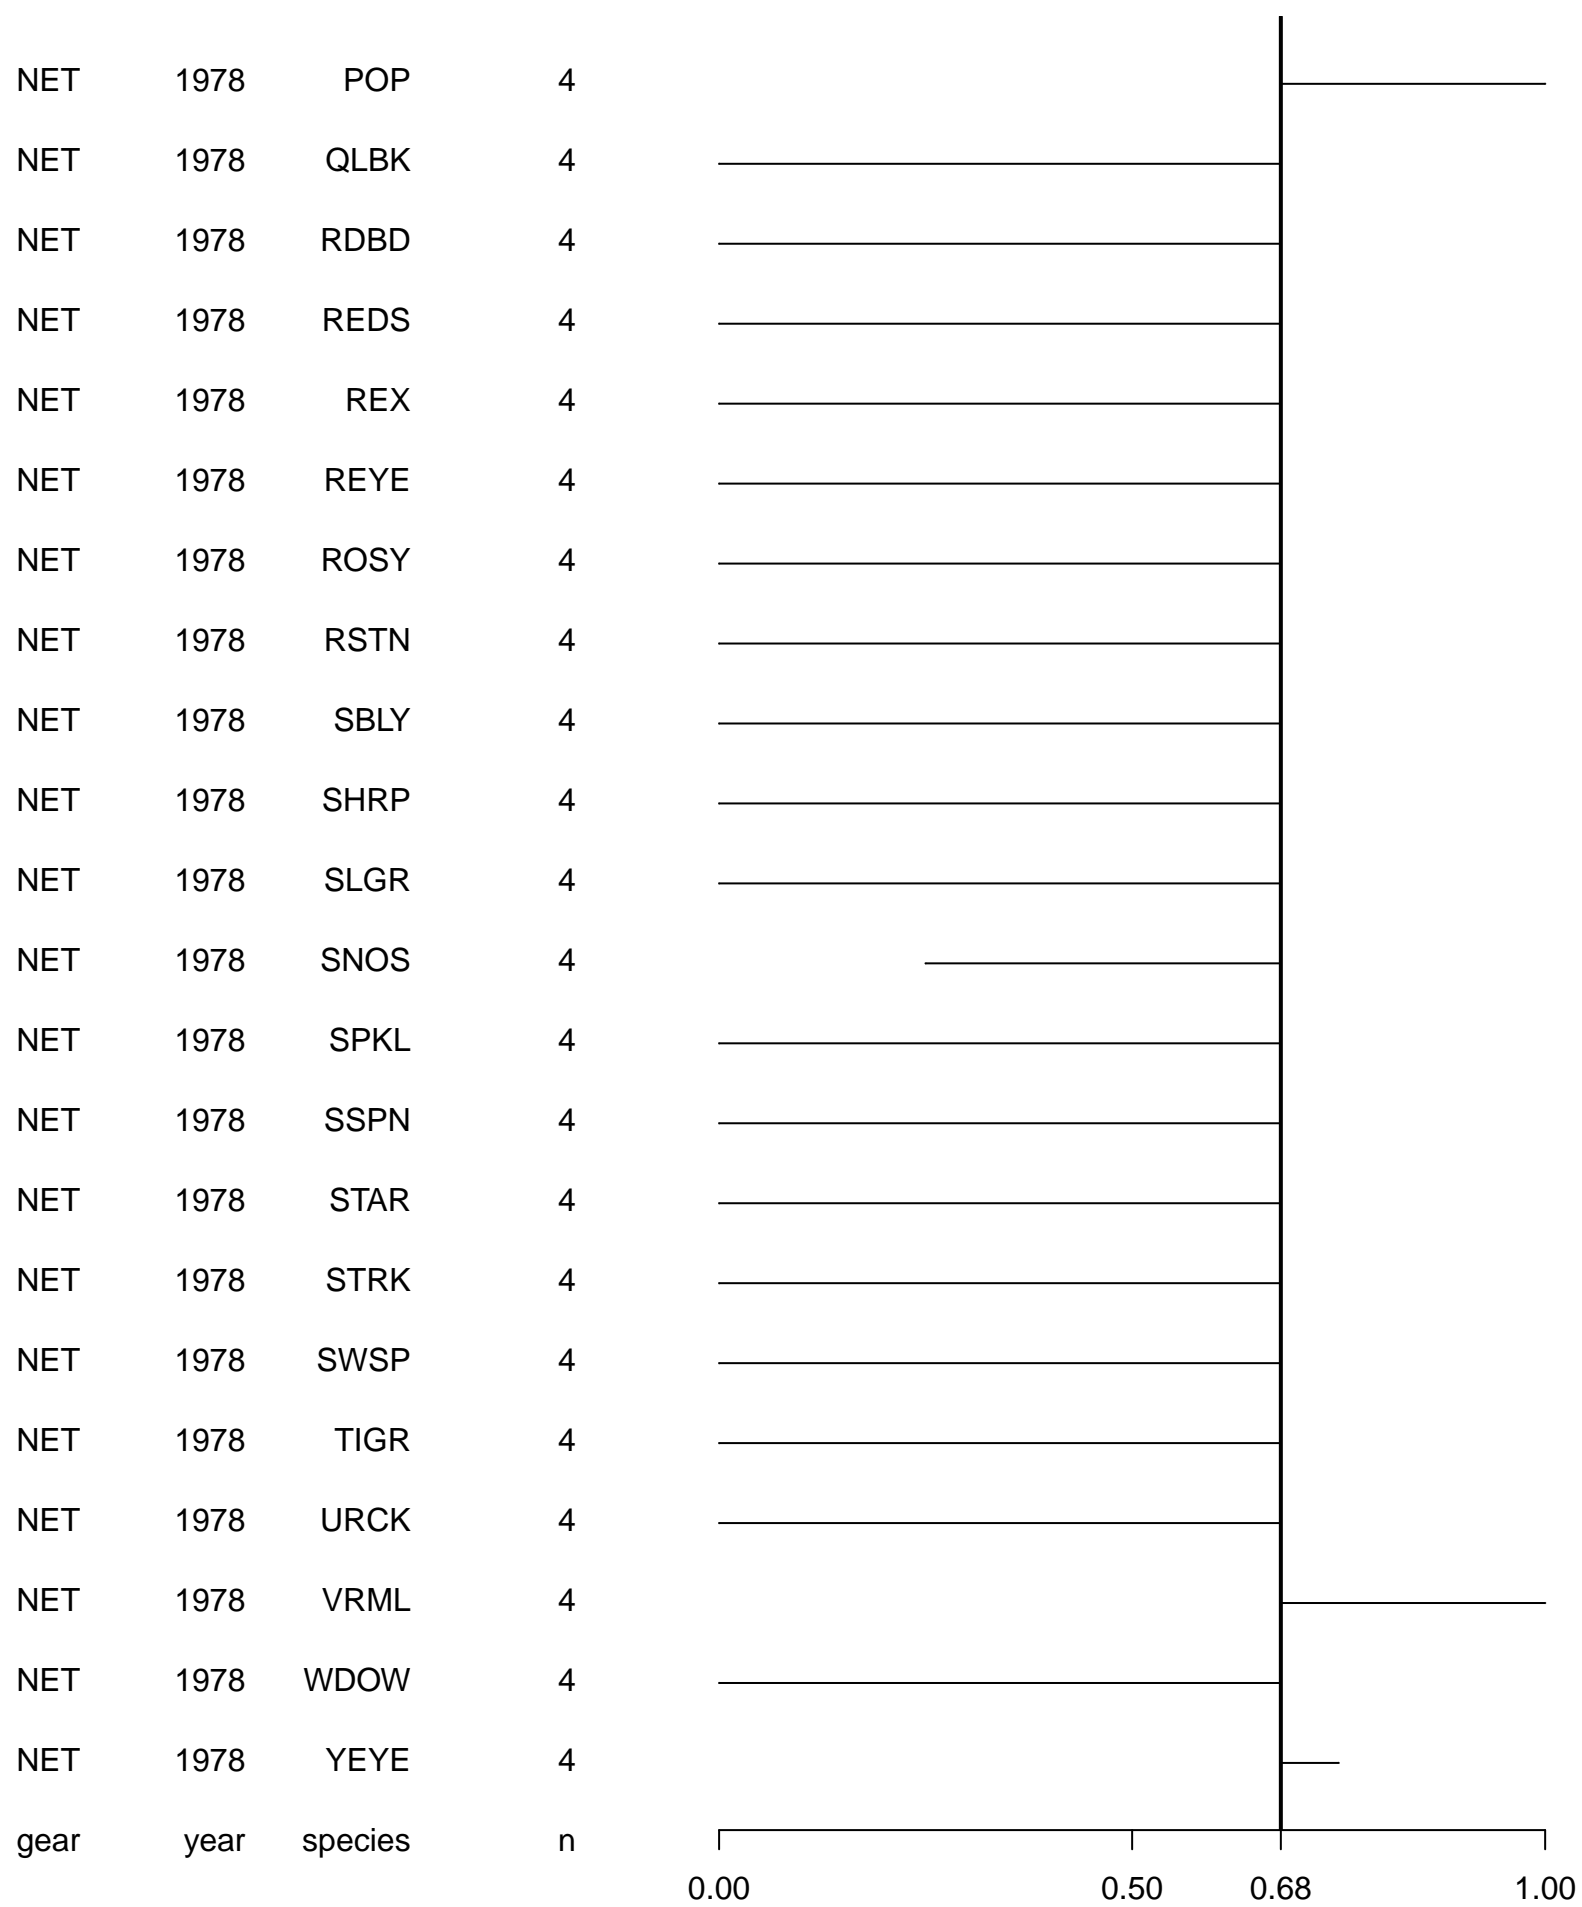 NET 1978 POP 4
NET 1978 QLBK 4
NET 1978 RDBD 4
NET 1978 REDS 4
NET 1978 REX 4
NET 1978 REYE 4
NET 1978 ROSY 4
NET 1978 RSTN 4
NET 1978 SBLY 4
NET 1978 SHRP 4
NET 1978 SLGR 4
NET 1978 SNOS 4
NET 1978 SPKL 4
NET 1978 SSPN 4
NET 1978 STAR 4
NET 1978 STRK 4
NET 1978 SWSP 4
NET 1978 TIGR 4
NET 1978 URCK 4
NET 1978 VRML 4
NET 1978 WDOW 4
NET 1978 YEYE 4
gear year species n
0.00 0.50 0.68 1.00